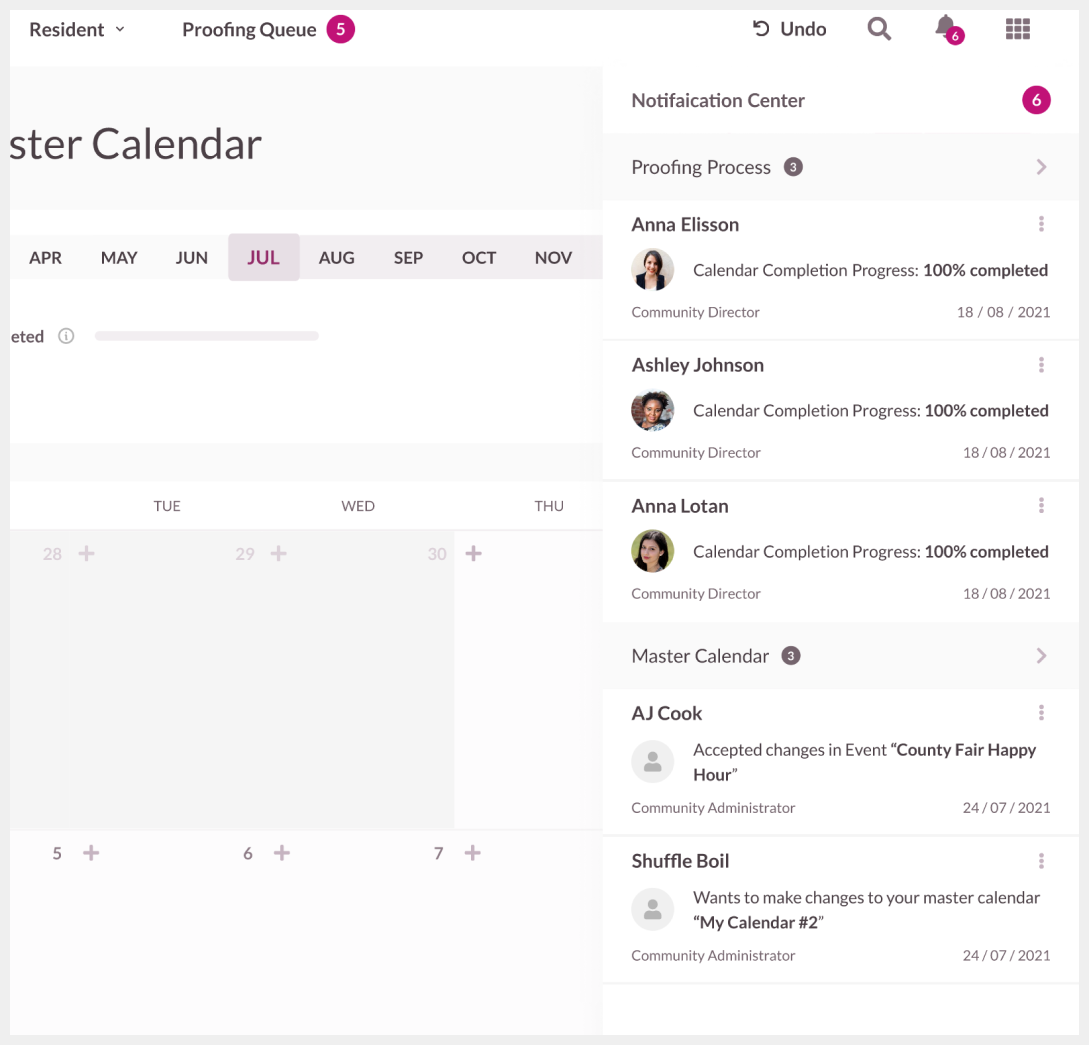 Resident Proofing Queue 5 Undo 6
ster Calendar
APR MAY JUN JUL AUG SEP OCT NOV
eted
TUE WED THU
28 29 30
5 6 7
Notifaication Center 6
Proofing Process 3
Anna Elisson
Calendar Completion Progress: 100% completed
Community Director 18 / 08 / 2021
Ashley Johnson
Calendar Completion Progress: 100% completed
Community Director 18 / 08 / 2021
Anna Lotan
Calendar Completion Progress: 100% completed
Community Director 18 / 08 / 2021
Master Calendar 3
AJ Cook
Accepted changes in Event “County Fair Happy
Hour”
Community Administrator 24 / 07 / 2021
Shuffle Boil
Wants to make changes to your master calendar
“My Calendar #2”
Community Administrator 24 / 07 / 2021